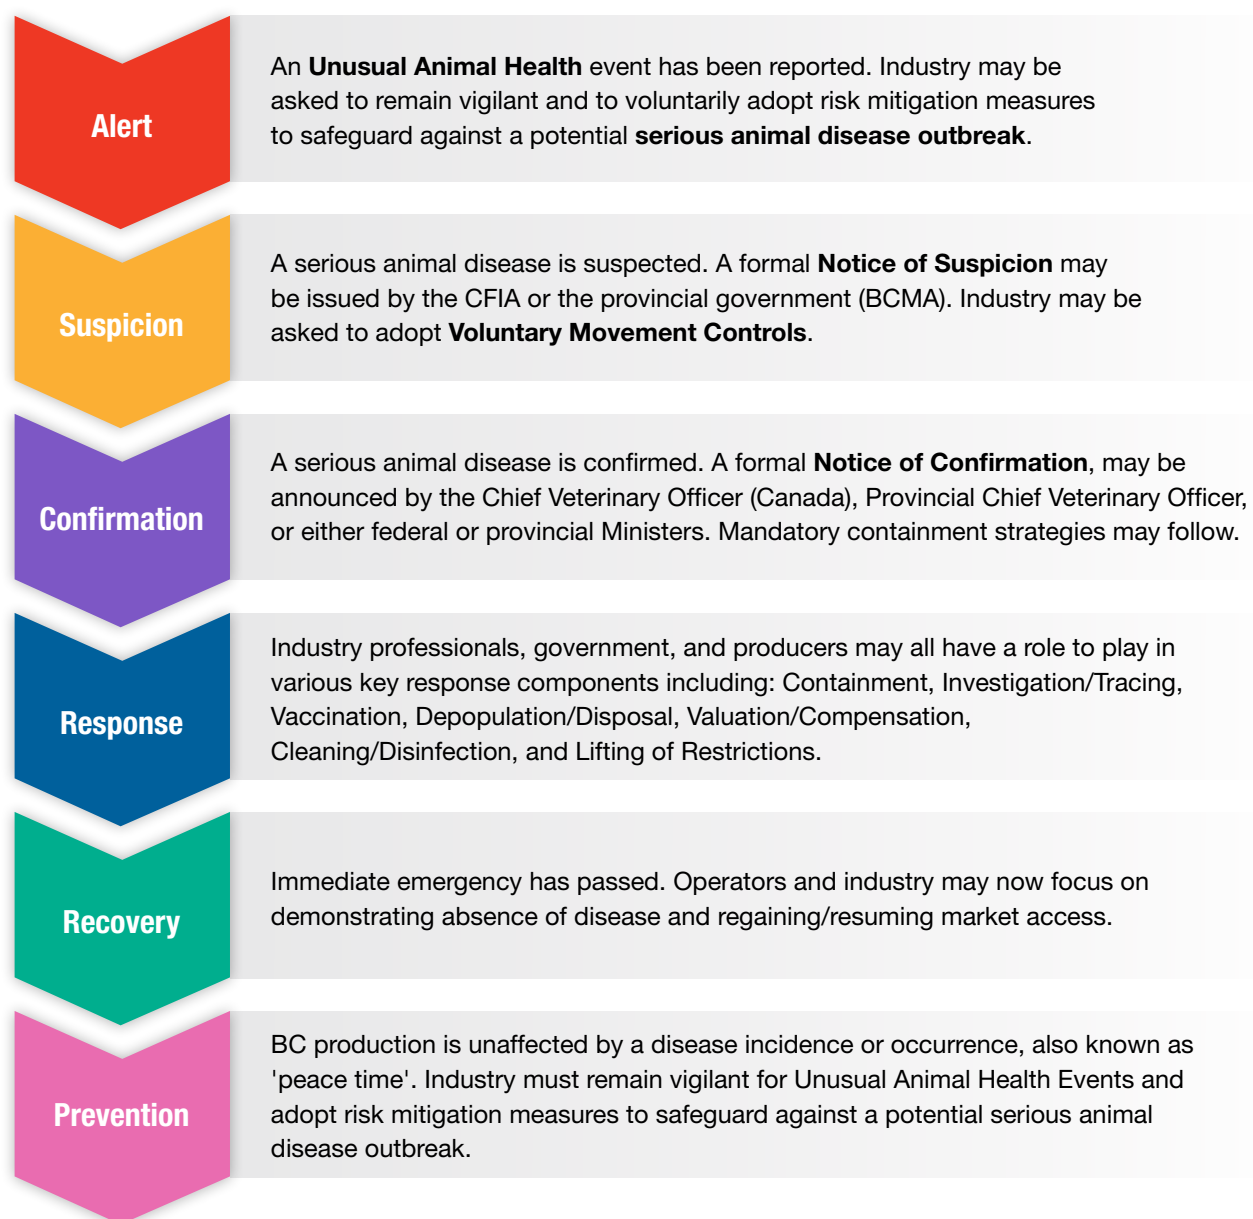 Alert
An Unusual Animal Health event has been reported. Industry may be
asked to remain vigilant and to voluntarily adopt risk mitigation measures
to safeguard against a potential serious animal disease outbreak.
Suspicion
A serious animal disease is suspected. A formal Notice of Suspicion may
be issued by the CFIA or the provincial government (BCMA). Industry may be
asked to adopt Voluntary Movement Controls.
Confirmation
A serious animal disease is confirmed. A formal Notice of Confirmation, may be
announced by the Chief Veterinary Officer (Canada), Provincial Chief Veterinary Officer,
or either federal or provincial Ministers. Mandatory containment strategies may follow.
Response
Industry professionals, government, and producers may all have a role to play in
various key response components including: Containment, Investigation/Tracing,
Vaccination, Depopulation/Disposal, Valuation/Compensation,
Cleaning/Disinfection, and Lifting of Restrictions.
Recovery
Immediate emergency has passed. Operators and industry may now focus on
demonstrating absence of disease and regaining/resuming market access.
Prevention
BC production is unaffected by a disease incidence or occurrence, also known as
'peace time'. Industry must remain vigilant for Unusual Animal Health Events and
adopt risk mitigation measures to safeguard against a potential serious animal
disease outbreak.